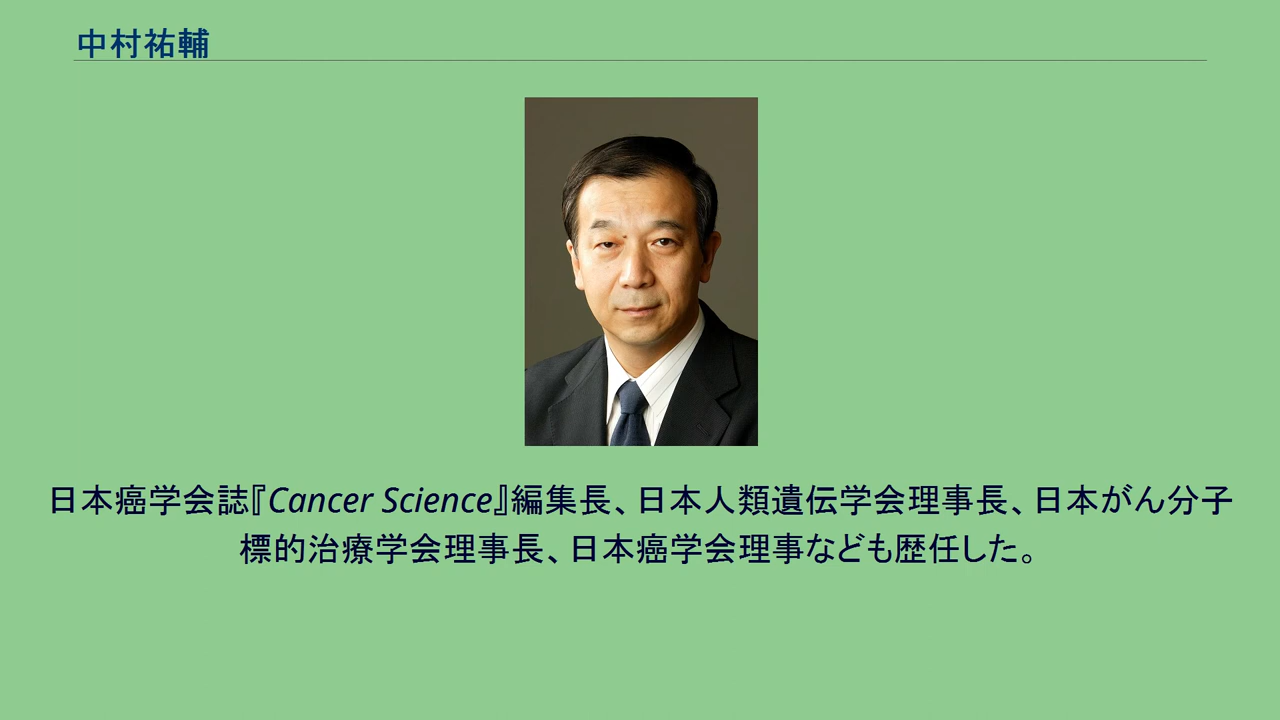 中村祐輔
日本癌学会誌『Cancer Science』編集長、日本人類遺伝学会理事長、日本がん分子
標的治療学会理事長、日本癌学会理事なども歴任した。